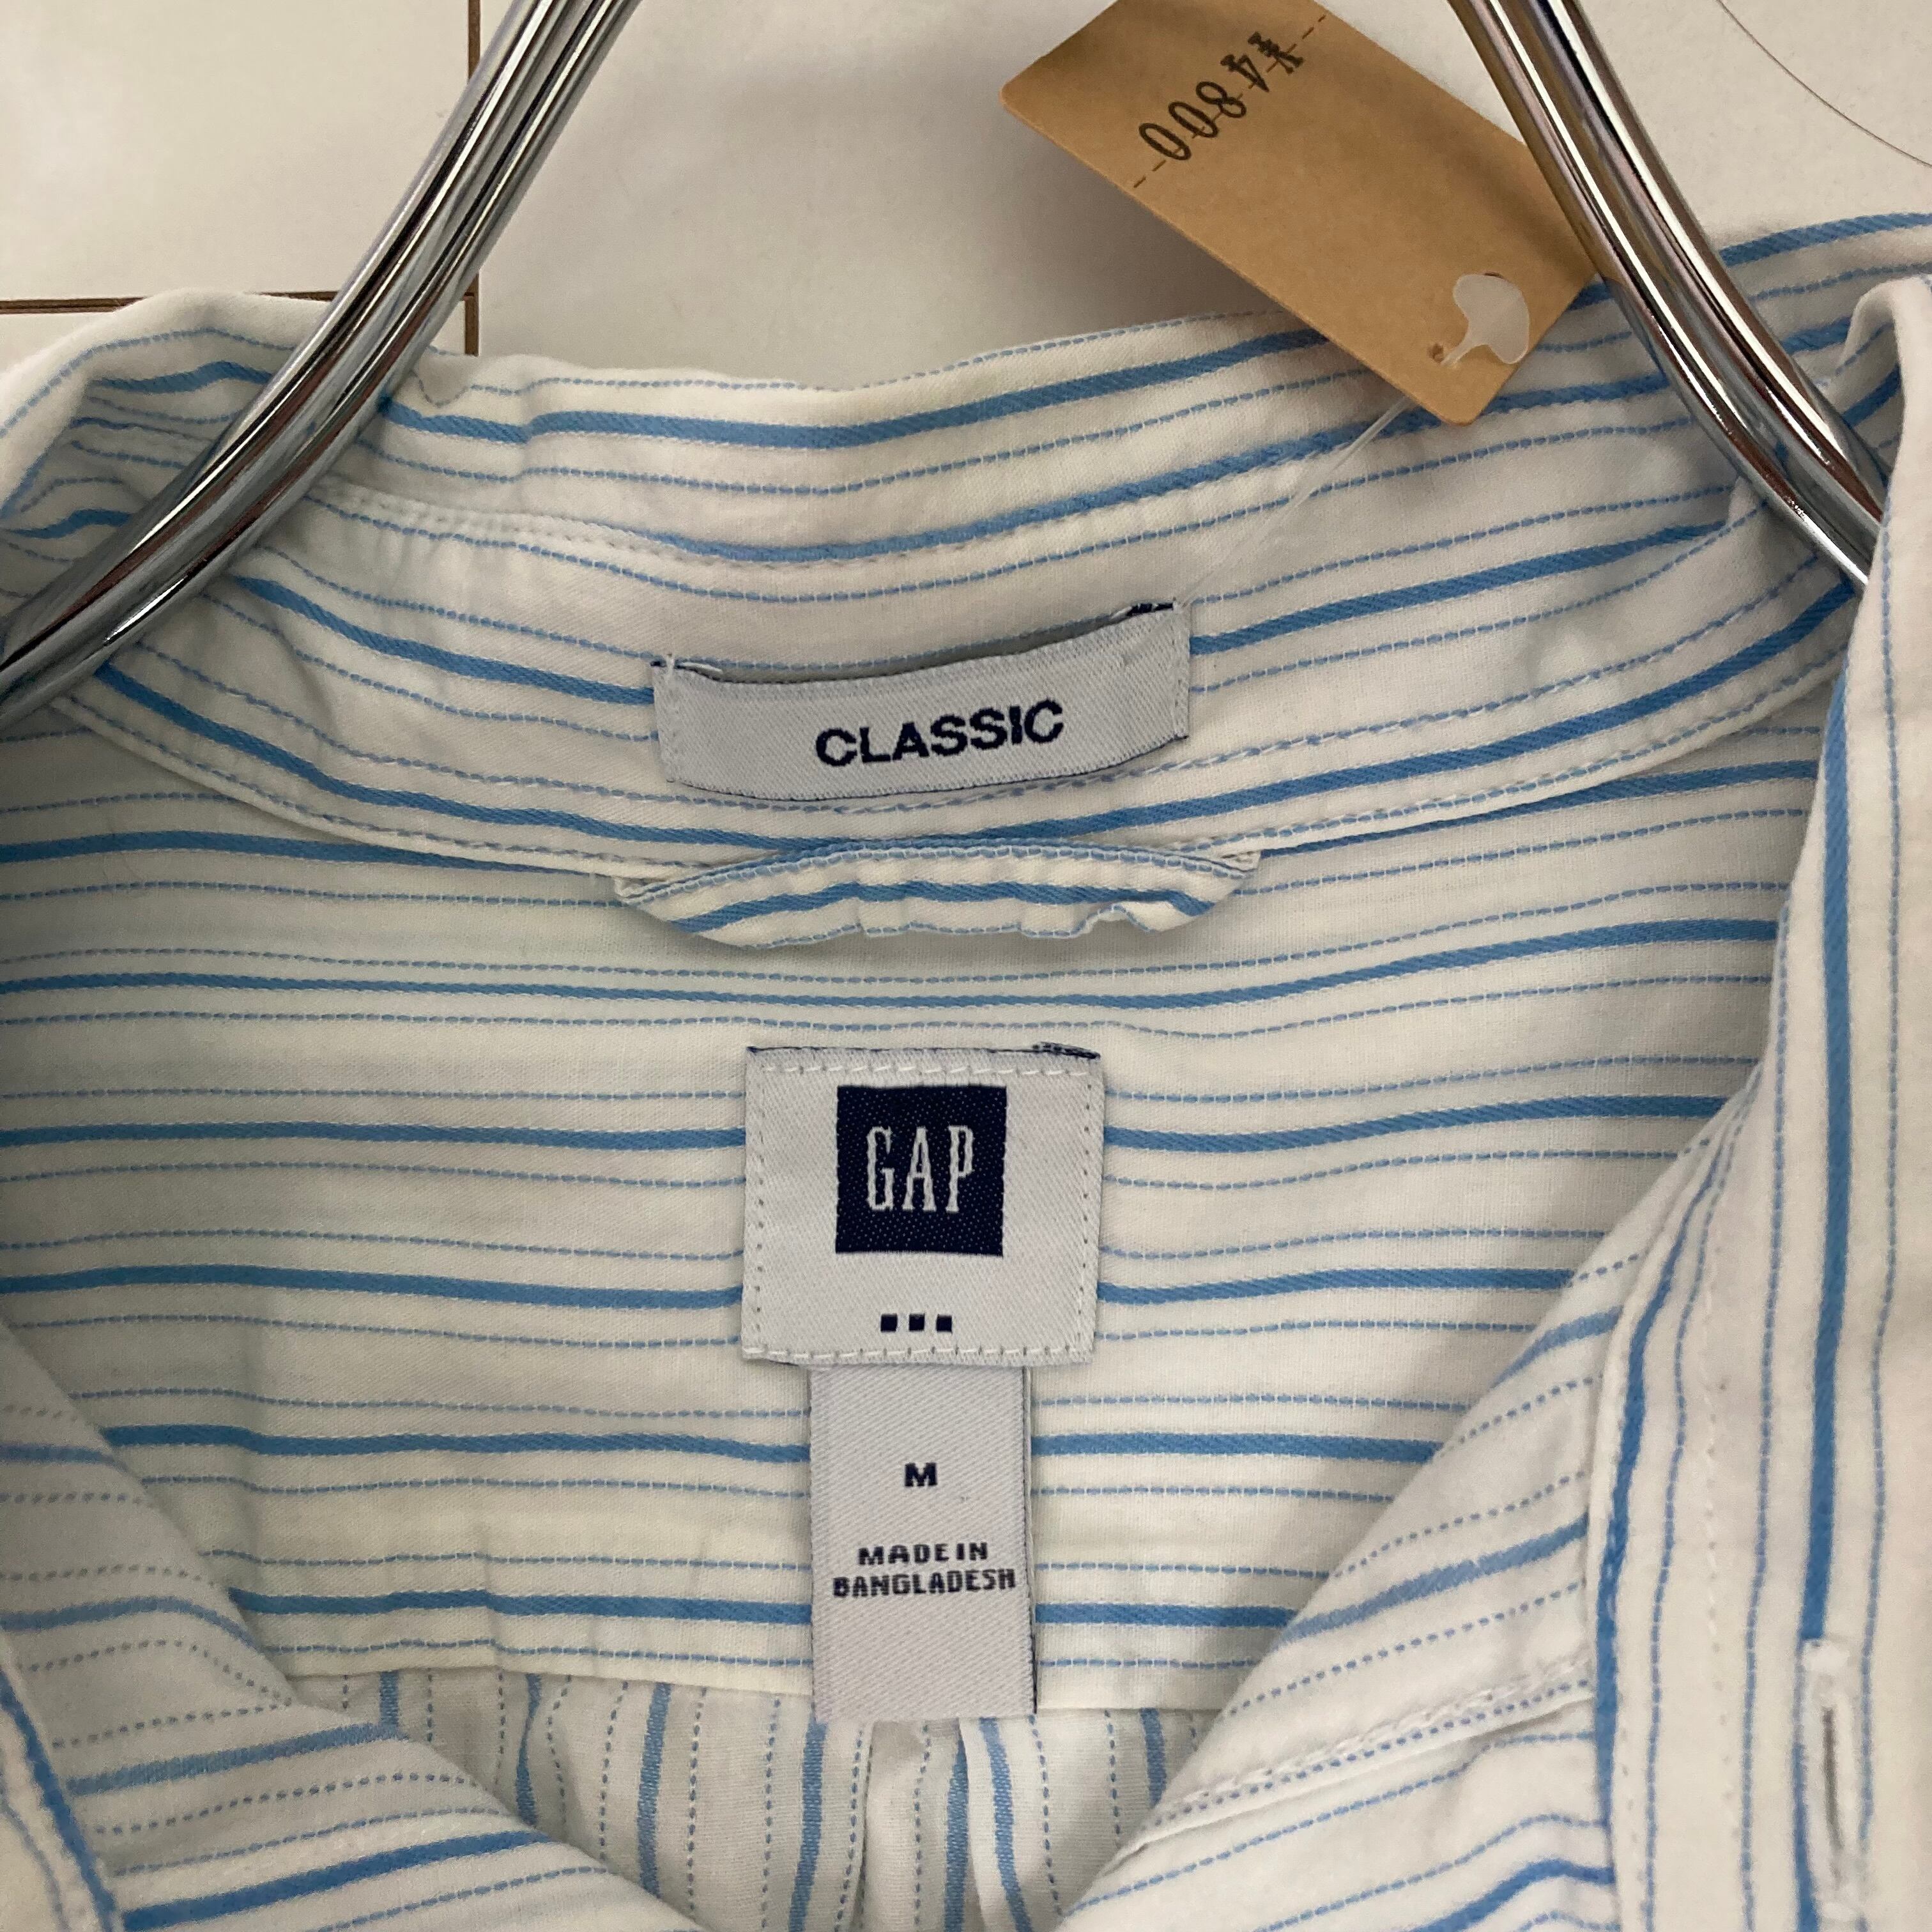 ¥4800
CLASSIC
GAP
M
MADE IN
BANGLADESH